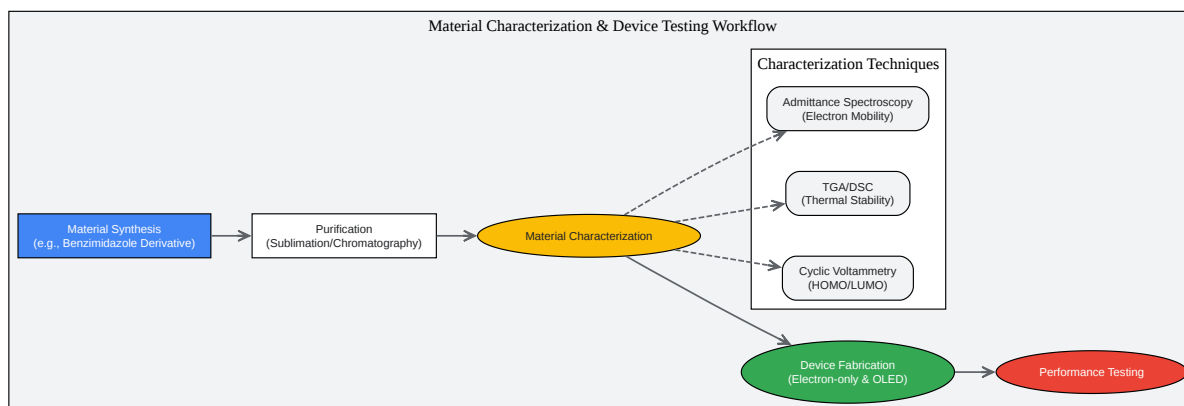 Material Characterization & Device Testing Workflow
Characterization Techniques
Admittance Spectroscopy
(Electron Mobility)
TGA/DSC
(Thermal Stability)
Material Synthesis
(e.g., Benzimidazole Derivative)
Purification
(Sublimation/Chromatography)
Material Characterization
Cyclic Voltammetry
(HOMO/LUMO)
Device Fabrication
(Electron-only & OLED)
Performance Testing